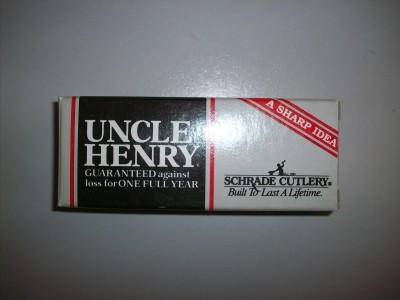 UNCLE
HENRY
GUARANTEED against
loss for ONE FULL YEAR
A SHARP IDEA
SCHRADE CUTLERY®
Built To Last A Lifetime.